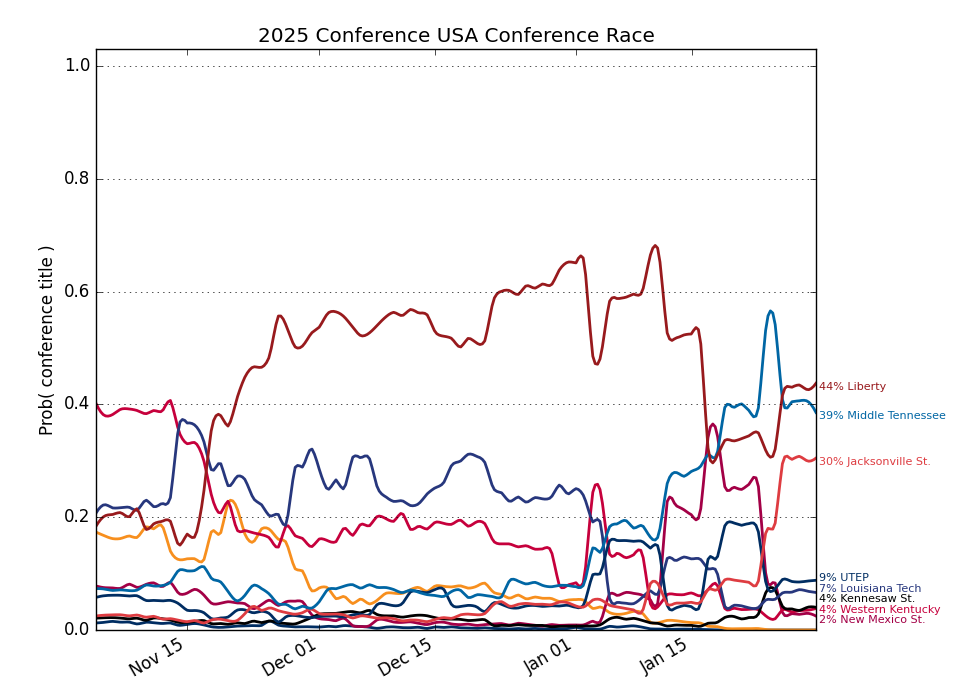 2025 Conference USA Conference Race
Prob( conference title )
1.0
0.8
0.6
0.4
0.2
0.0
Nov 15
Dec 01
Dec 15
Jan 01
Jan 15
44% Liberty
39% Middle Tennessee
30% Jacksonville St.
9% UTEP
7% Louisiana Tech
4% Kennesaw St.
4% Western Kentucky
2% New Mexico St.